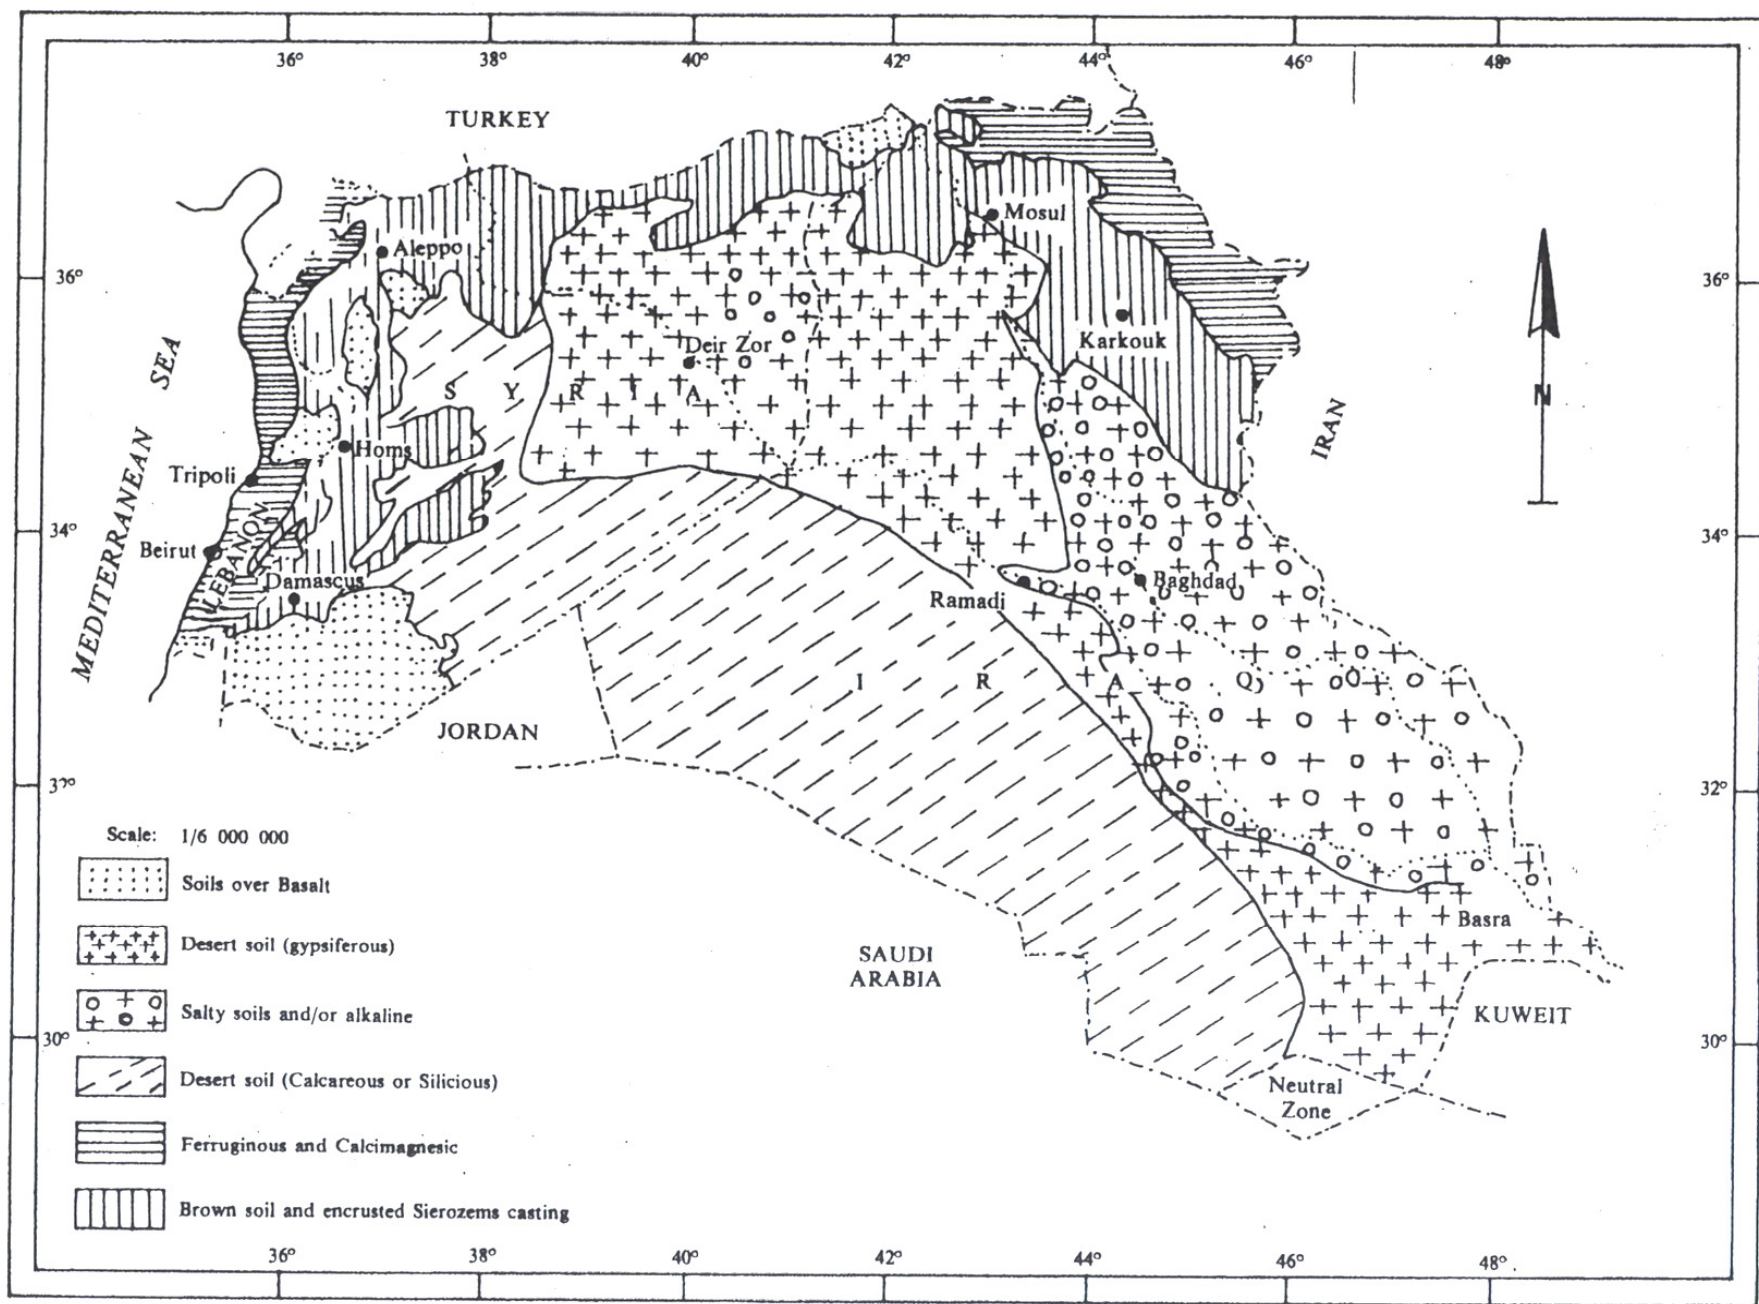 36° 38° 40° 42° 44° 46° 48°
TURKEY
Mosul
Aleppo
36° 36°
Karkouk
Deir Zor
S Y R I A
N
IRAN
MEDITERRANEAN SEA
Homs
Tripoli
34° 34°
Beirut
LEBANON
Damascus
Baghdad
Ramadi
I R A Q
JORDAN
37° 32°
Scale: 1/6 000 000
Soils over Basalt
Basra
Desert soil (gypsiferous)
SAUDI
ARABIA
Salty soils and/or alkaline
KUWEIT
30° 30°
Desert soil (Calcareous or Silicious)
Neutral
Zone
Ferruginous and Calcimagnesic
Brown soil and encrusted Sierozems casting
36° 38° 40° 42° 44° 46° 48°